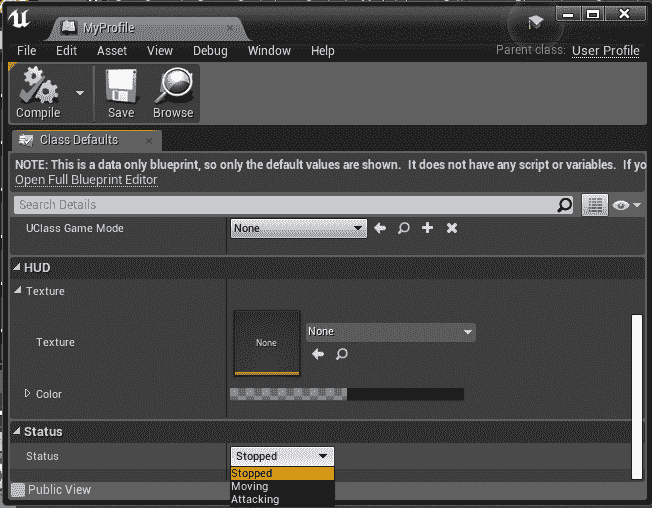 MyProfile
File Edit Asset View Debug Window Help Parent class: User Profile
Compile Save Browse
Class Defaults
NOTE: This is a data only blueprint, so only the default values are shown. It does not have any script or variables. If yo
Open Full Blueprint Editor
Search Details
UClass Game Mode None
HUD
Texture
Texture None None
Color
Status
Status Stopped
Stopped
Moving
Attacking
Public View